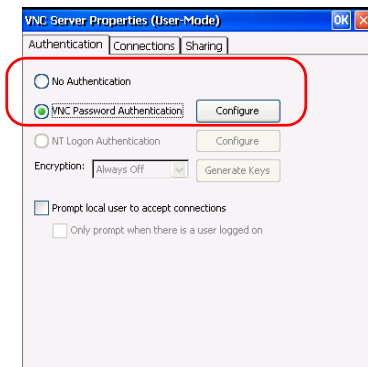 VNC Server Properties (User-Mode) OK
Authentication Connections Sharing
No Authentication
VNC Password Authentication Configure
NT Logon Authentication Configure
Encryption: Always Off Generate Keys
Prompt local user to accept connections
Only prompt when there is a user logged on